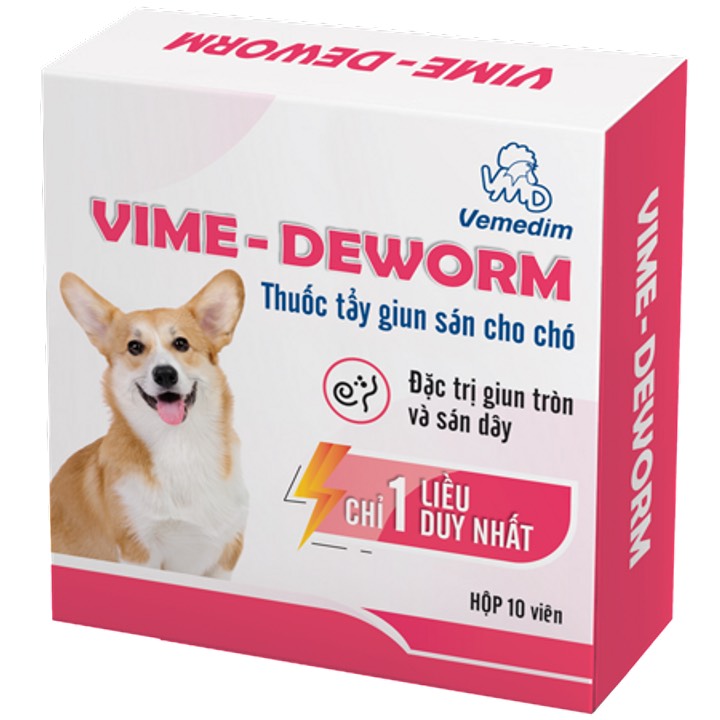 VIME - DEWORM
VMD
Vemedim
VIME - DEWORM
Thuốc tẩy giun sán cho chó
Đặc trị giun tròn
và sán dây
CHỈ 1 LIỀU
DUY NHẤT
HỘP 10 viên
VIME - DEWORM